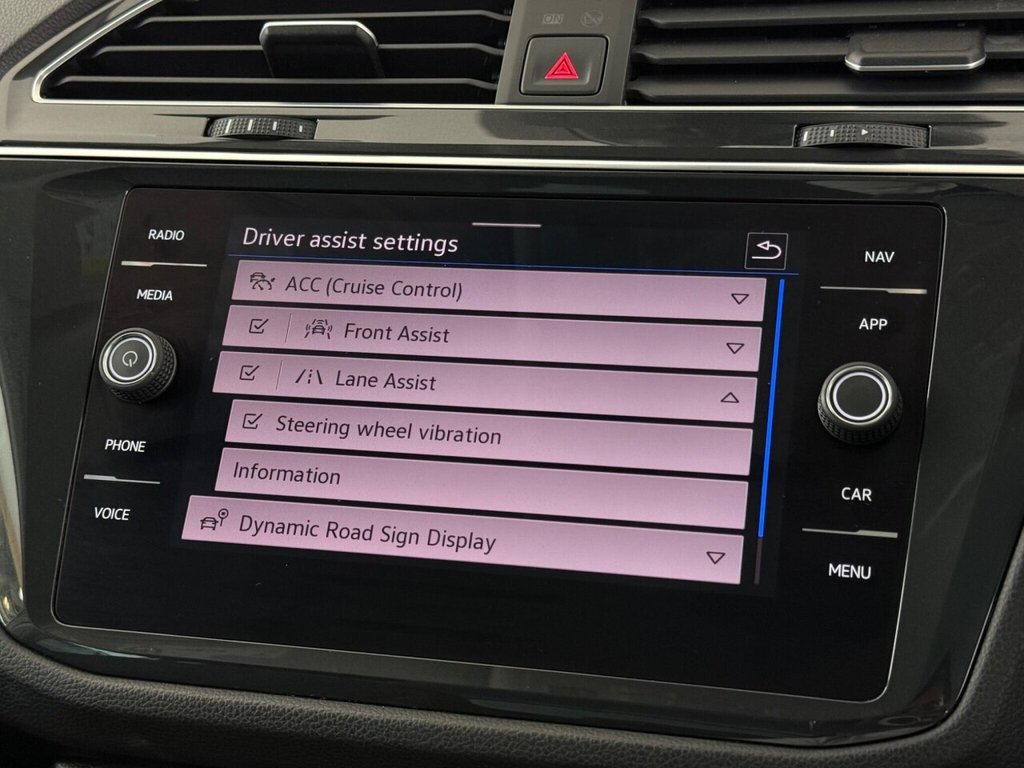 RADIO
MEDIA
PHONE
VOICE
Driver assist settings
ACC (Cruise Control)
Front Assist
Lane Assist
Steering wheel vibration
Information
Dynamic Road Sign Display
NAV
APP
CAR
MENU